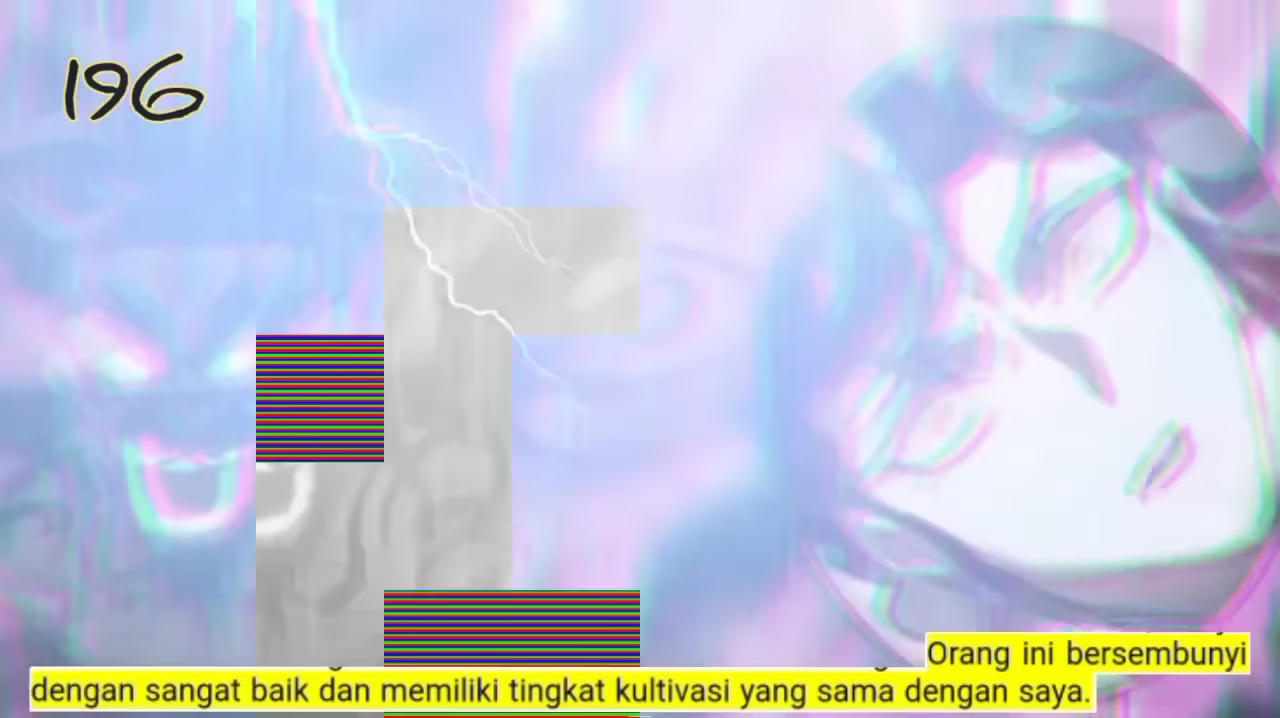 196
Orang ini bersembunyi
dengan sangat baik dan memiliki tingkat kultivasi yang sama dengan saya.